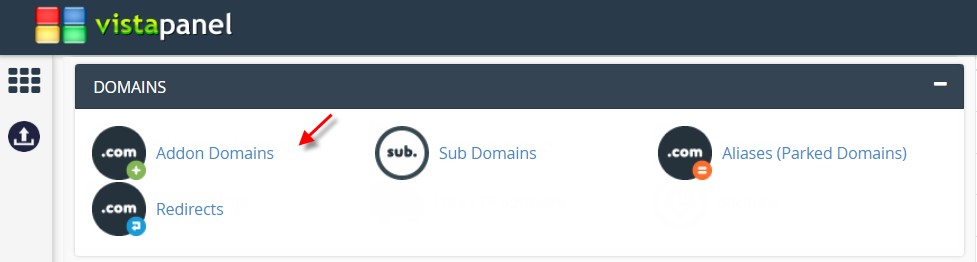 vistapanel
DOMAINS
.com Addon Domains
sub. Sub Domains
.com Aliases (Parked Domains)
.com Redirects